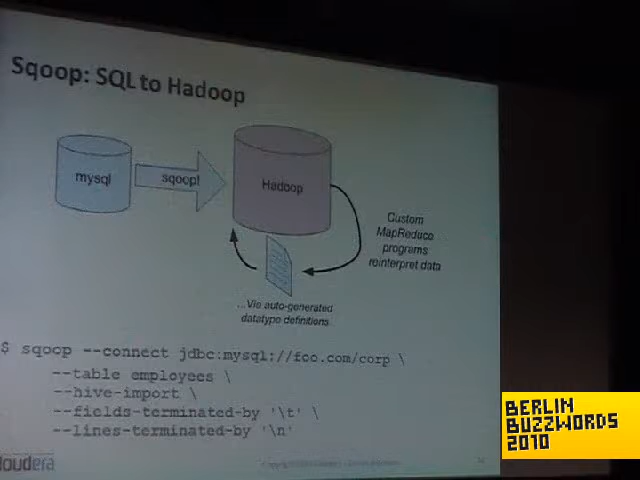 Sqoop: SQL to Hadoop
mysql
sqoop!
Hadoop
Custom
MapReduce
programs
reinterpret data
...Via auto-generated
datatype definitions
$ sqoop --connect jdbc:mysql://foo.com/corp \
--table employees \
--hive-import \
--fields-terminated-by '\t' \
--lines-terminated-by '\n'
cloudera
BERLIN
BUZZWORDS
2010